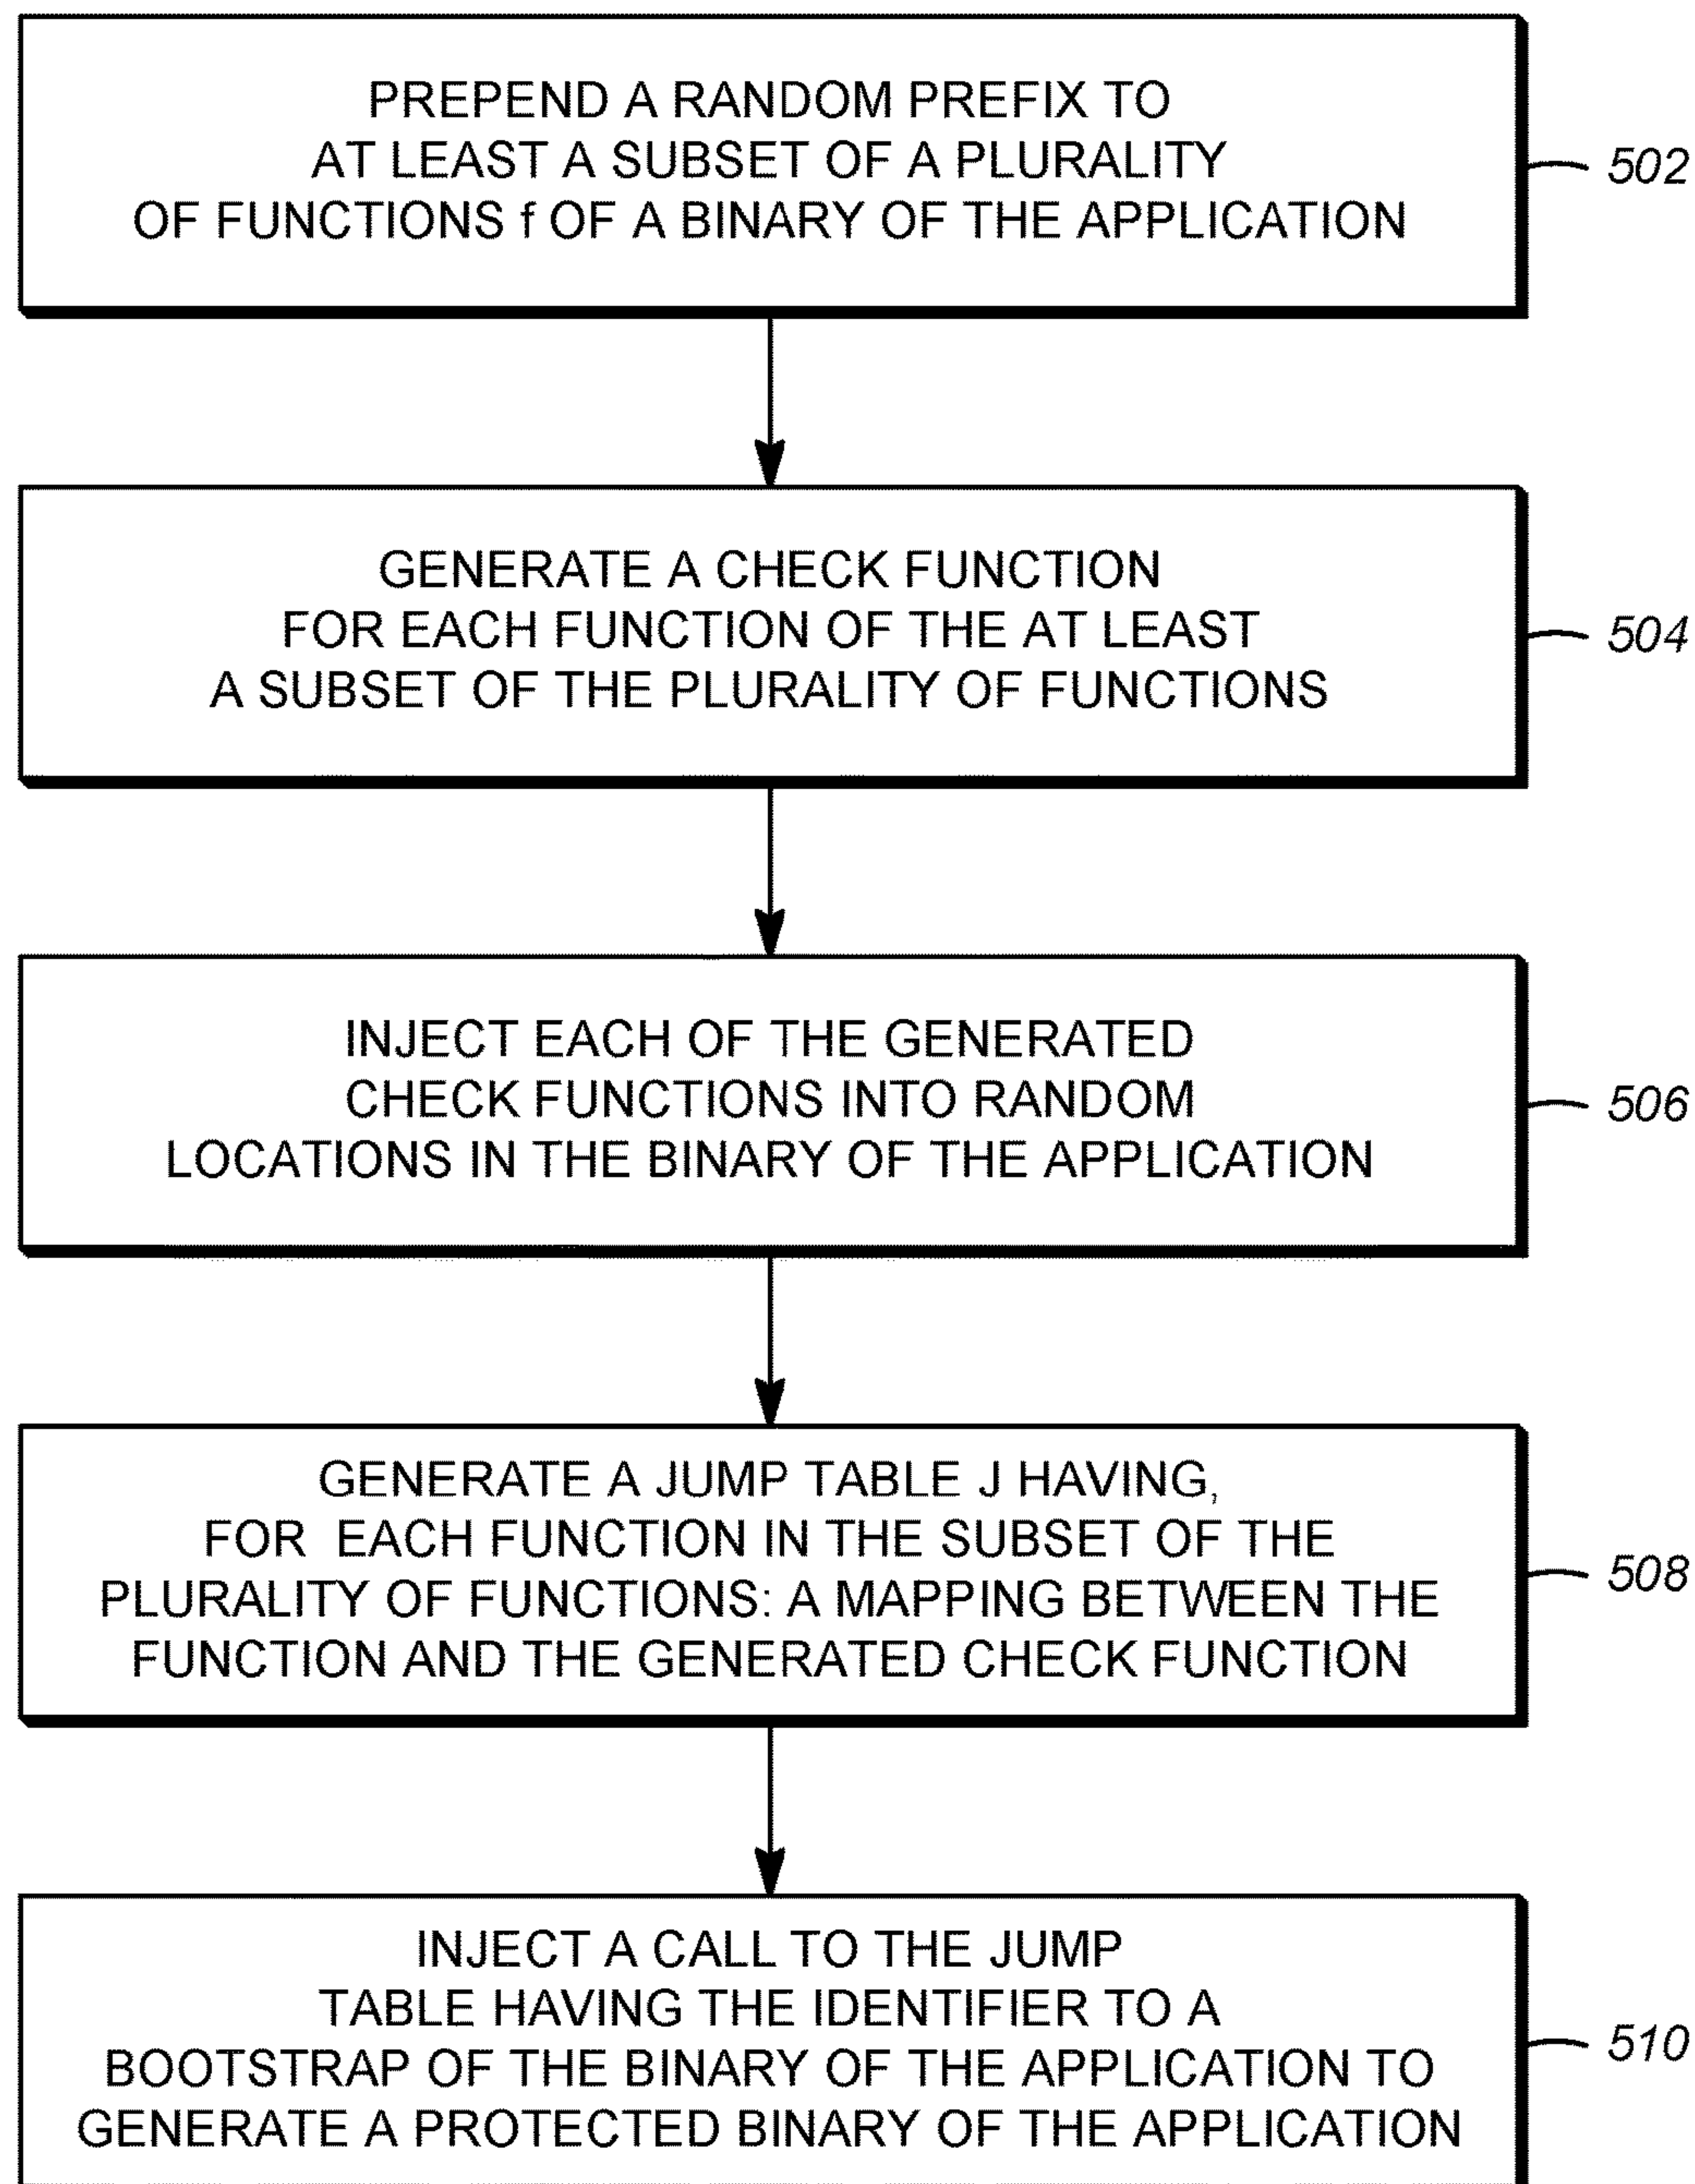 PREPEND A RANDOM PREFIX TO
AT LEAST A SUBSET OF A PLURALITY
OF FUNCTIONS f OF A BINARY OF THE APPLICATION
502
GENERATE A CHECK FUNCTION
FOR EACH FUNCTION OF THE AT LEAST
A SUBSET OF THE PLURALITY OF FUNCTIONS
504
INJECT EACH OF THE GENERATED
CHECK FUNCTIONS INTO RANDOM
LOCATIONS IN THE BINARY OF THE APPLICATION
506
GENERATE A JUMP TABLE J HAVING,
FOR EACH FUNCTION IN THE SUBSET OF THE
PLURALITY OF FUNCTIONS: A MAPPING BETWEEN THE
FUNCTION AND THE GENERATED CHECK FUNCTION
508
INJECT A CALL TO THE JUMP
TABLE HAVING THE IDENTIFIER TO A
BOOTSTRAP OF THE BINARY OF THE APPLICATION TO
GENERATE A PROTECTED BINARY OF THE APPLICATION
510